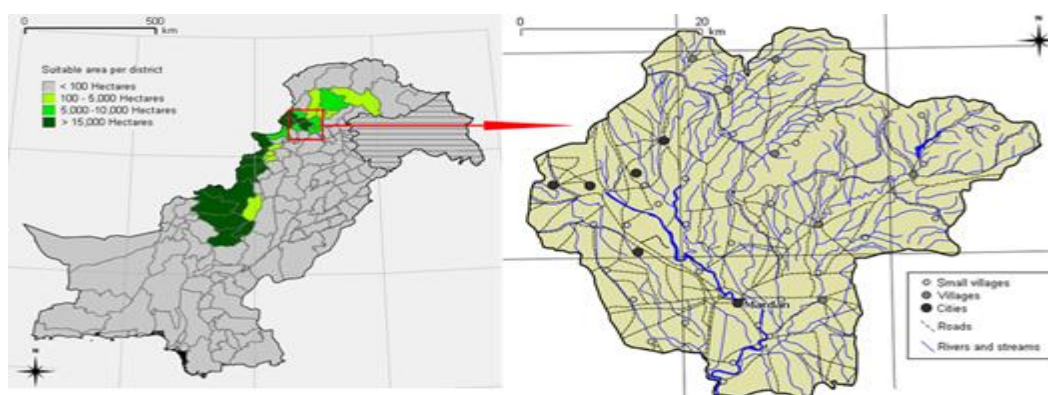 0 500
km
Suitable area per district
< 100 Hectares
100 - 5,000 Hectares
5,000-10,000 Hectares
> 15,000 Hectares
N
0 20
km
N
Mardan
Small villages
Villages
Cities
Roads
Rivers and streams